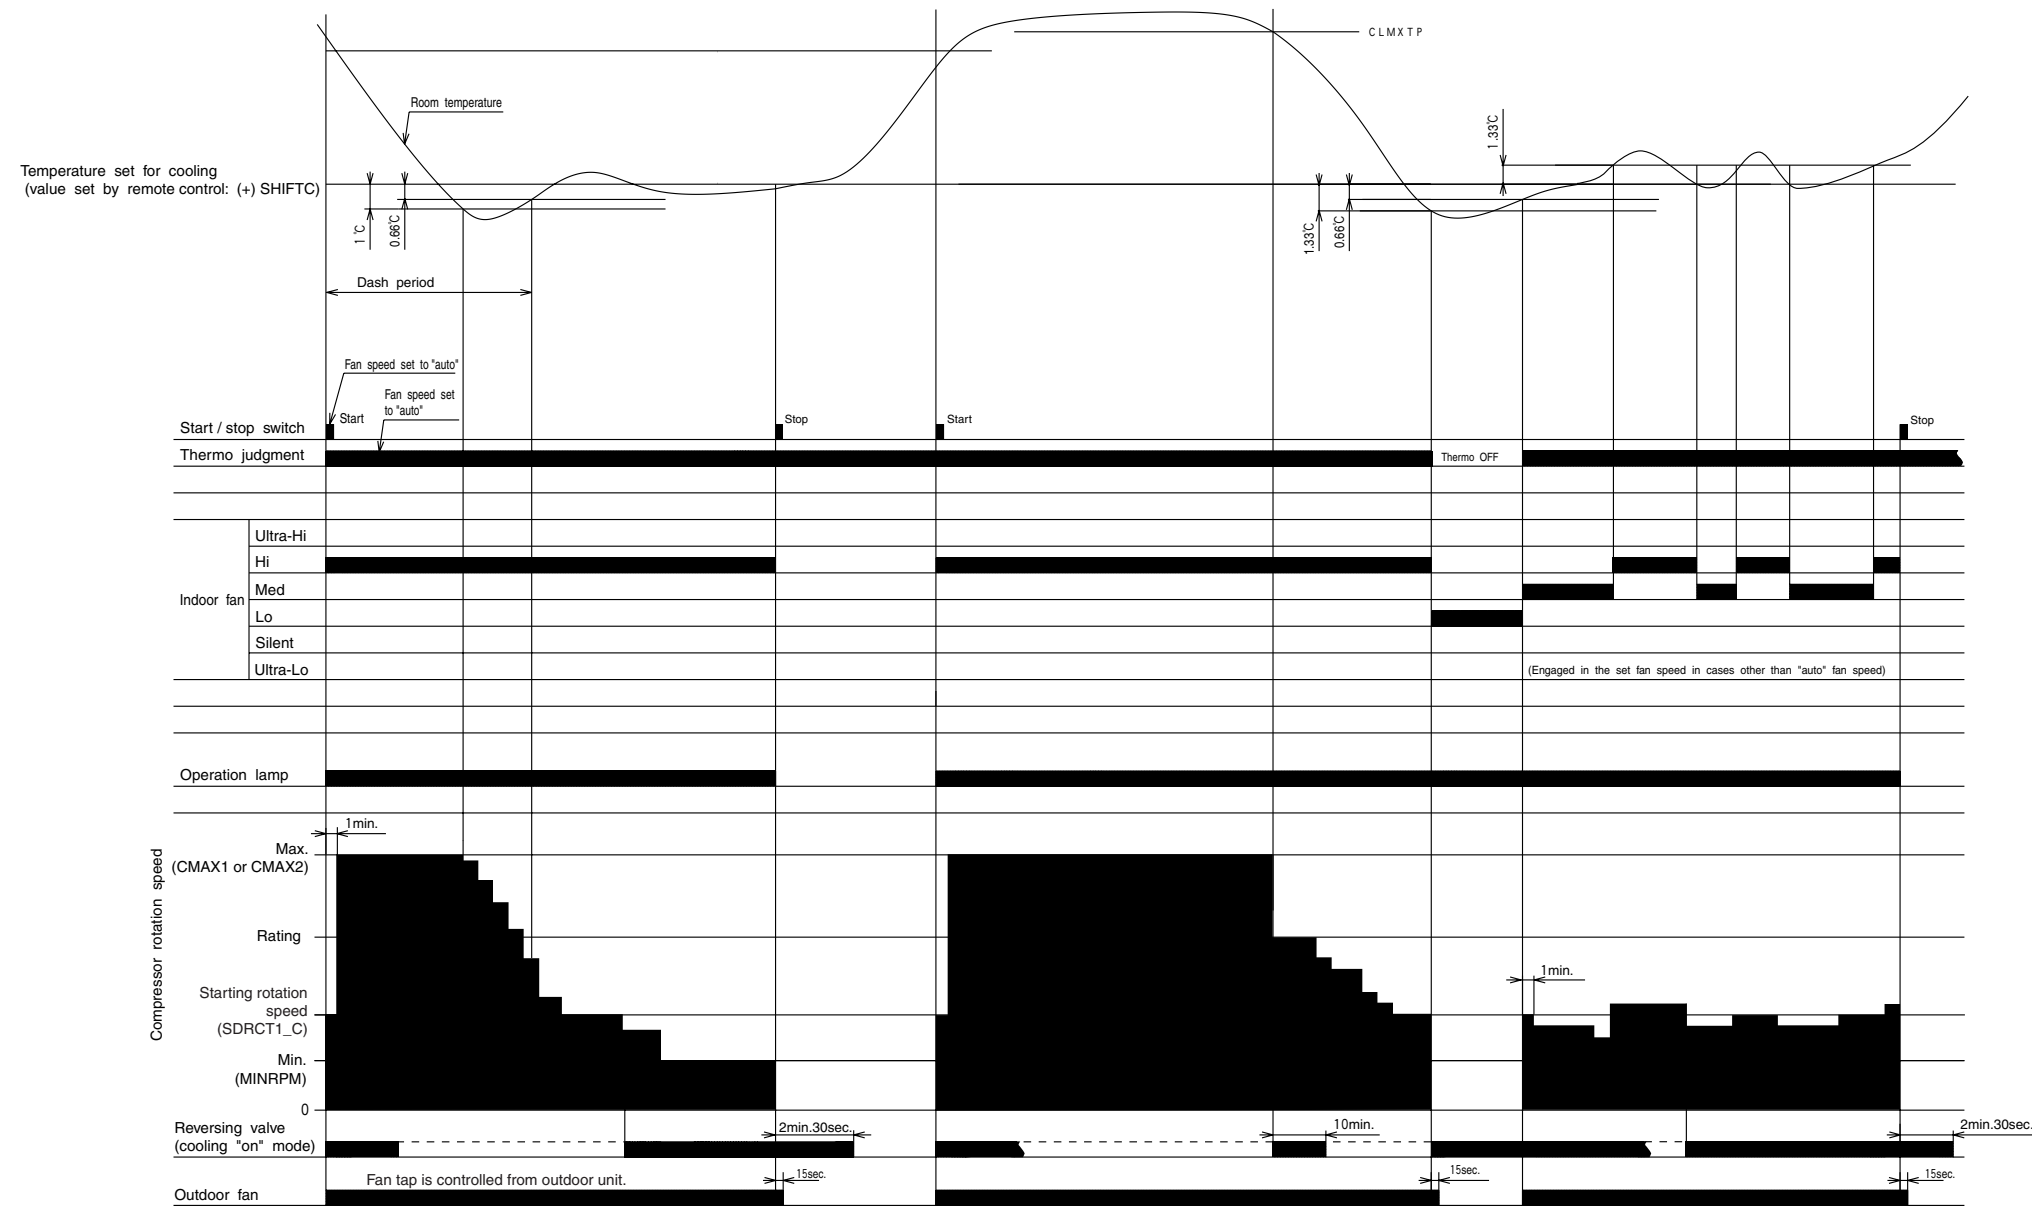 CLMXTP
Room temperature
1.33℃
Temperature set for cooling
(value set by remote control: (+) SHIFTC)
1 ℃
0.66℃
1.33℃
0.66℃
Dash period
Fan speed set to "auto"
Fan speed set
to "auto"
Start
Stop
Start
Stop
Start / stop switch
Thermo judgment
Thermo OFF
Indoor fan
Ultra-Hi
Hi
Med
Lo
Silent
Ultra-Lo
(Engaged in the set fan speed in cases other than "auto" fan speed)
Operation lamp
1min.
Compressor rotation speed
Max.
(CMAX1 or CMAX2)
Rating
1min.
Starting rotation
speed
(SDRCT1_C)
Min.
(MINRPM)
0
Reversing valve
(cooling "on" mode)
2min.30sec.
10min.
2min.30sec.
Fan tap is controlled from outdoor unit.
15sec.
15sec.
15sec.
Outdoor fan